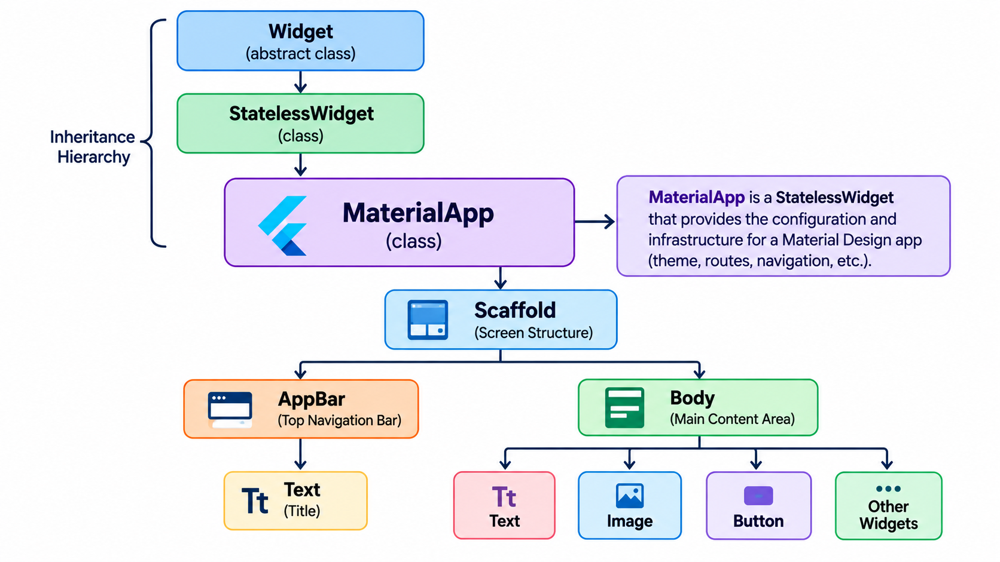 Widget
(abstract class)
StatelessWidget
(class)
Inheritance
Hierarchy
MaterialApp
(class)
MaterialApp is a StatelessWidget
that provides the configuration and
infrastructure for a Material Design app
(theme, routes, navigation, etc.).
Scaffold
(Screen Structure)
AppBar
(Top Navigation Bar)
Body
(Main Content Area)
Tt
Text
(Title)
Tt
Text
Image
Button
Other
Widgets